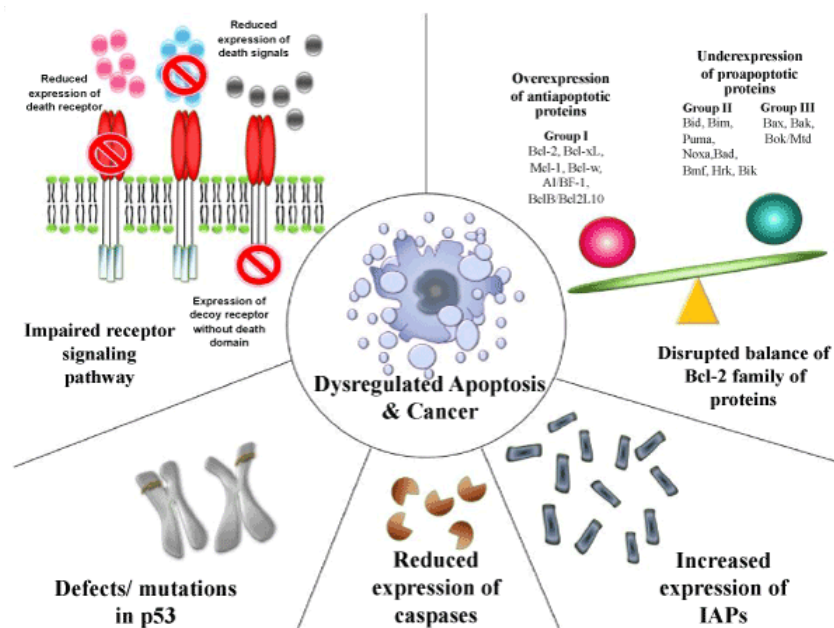 Reduced
expression of
death signals
Reduced
expression of
death receptor
Expression of
decoy receptor
without death
domain
Impaired receptor
signaling
pathway
Overexpression
of antiapoptotic
proteins
Group I
Bcl-2, Bcl-xL,
Mcl-1, Bcl-w,
A1/BF-1,
BclB/Bcl2L10
Underexpression
of proapoptotic
proteins
Group II
Bid, Bim,
Puma,
Noxa,Bad,
Bmf, Hrk, Bik
Group III
Bax, Bak,
Bok/Mtd
Disrupted balance of
Bcl-2 family of
proteins
Dysregulated Apoptosis
& Cancer
Defects/ mutations
in p53
Reduced
expression of
caspases
Increased
expression of
IAPs